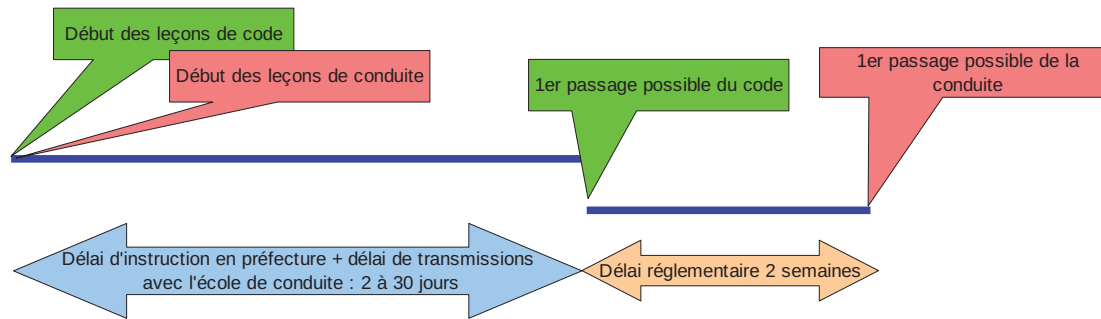 Début des leçons de code
Début des leçons de conduite
1er passage possible du code
1er passage possible de la
conduite
Délai d'instruction en préfecture + délai de transmissions
avec l'école de conduite : 2 à 30 jours
Délai réglementaire 2 semaines